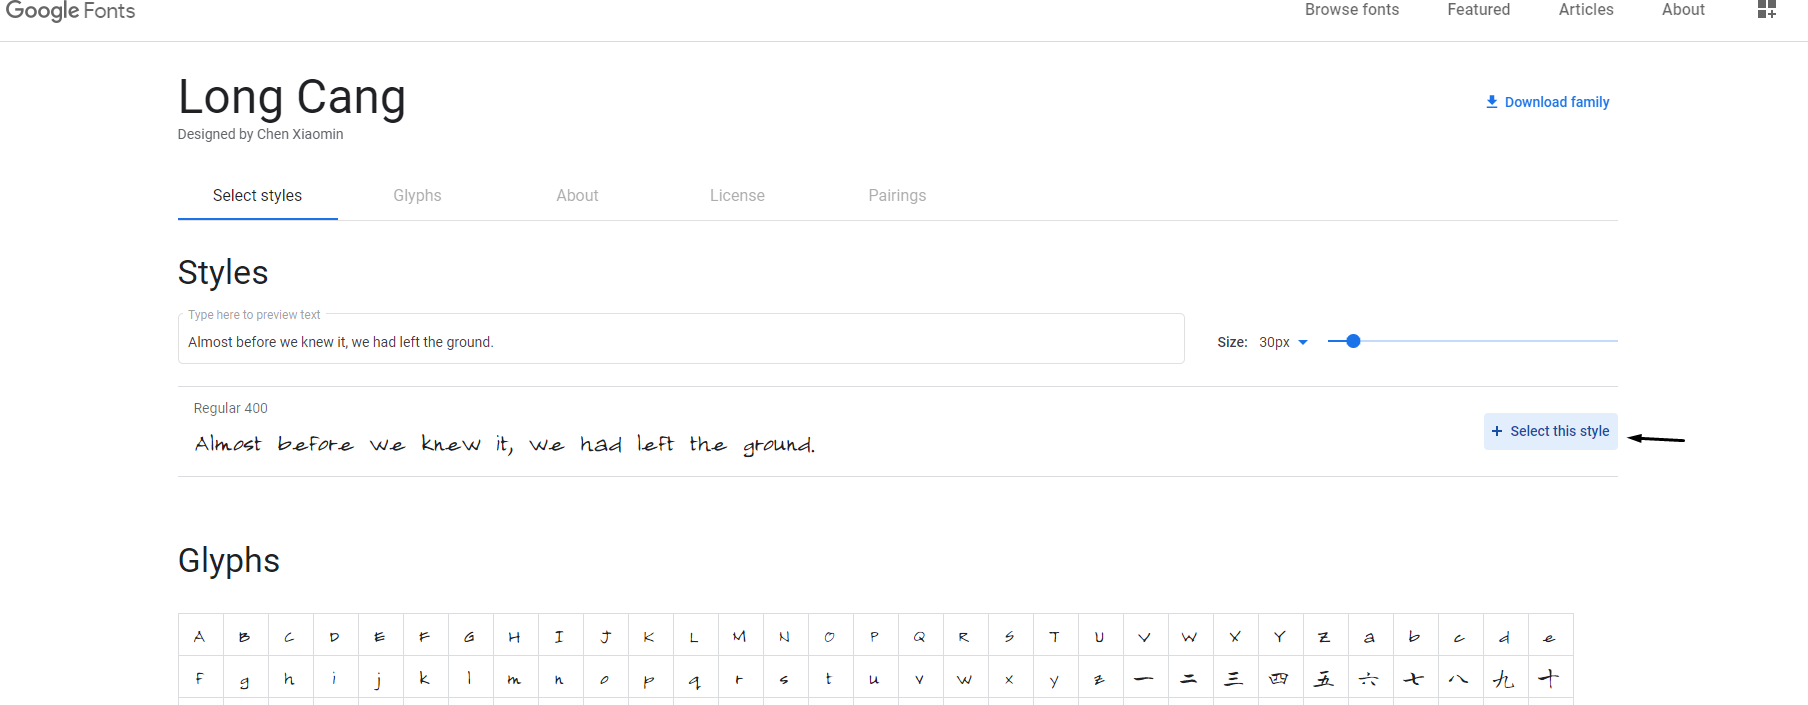 Google Fonts
Browse fonts Featured Articles About
Long Cang
Download family
Designed by Chen Xiaomin
Select styles Glyphs About License Pairings
Styles
Type here to preview text
Almost before we knew it, we had left the ground.
Size: 30px
Regular 400
Almost before we knew it, we had left the ground.
+ Select this style
Glyphs
A B C D E F G H I J K L M N O P Q R S T U V W X Y Z a b c d e
f g h i j k l m n o p q r s t u v w x y z 一 二 三 四 五 六 七 八 九 十